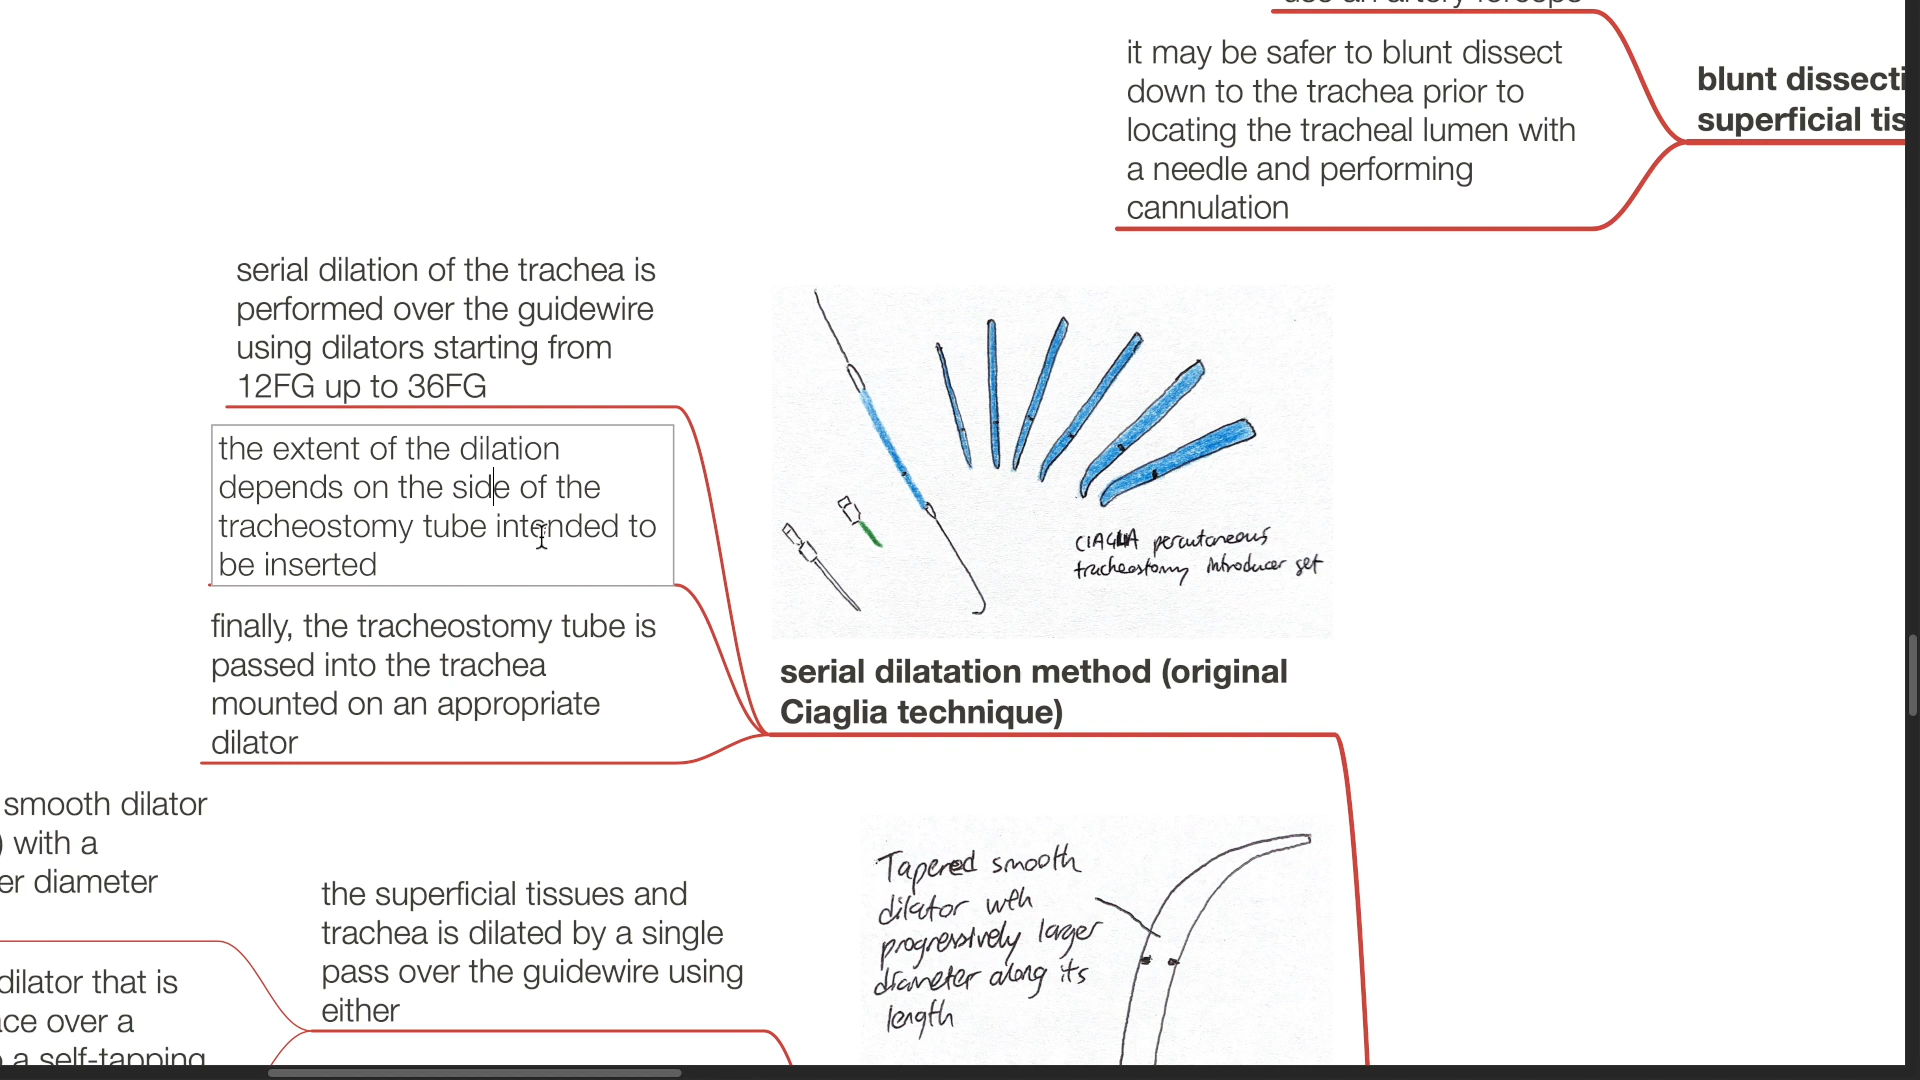 it may be safer to blunt dissect
down to the trachea prior to
locating the tracheal lumen with
a needle and performing
cannulation
blunt dissecti
superficial tis
serial dilation of the trachea is
performed over the guidewire
using dilators starting from
12FG up to 36FG
the extent of the dilation
depends on the side of the
tracheostomy tube intended to
be inserted
finally, the tracheostomy tube is
passed into the trachea
mounted on an appropriate
dilator
CIAGLIA percutaneous
tracheostomy introducer set
serial dilatation method (original
Ciaglia technique)
smooth dilator
) with a
er diameter
dilator that is
ace over a
a self-tapping
the superficial tissues and
trachea is dilated by a single
pass over the guidewire using
either
Tapered smooth
dilator with
progressively larger
diameter along its
length